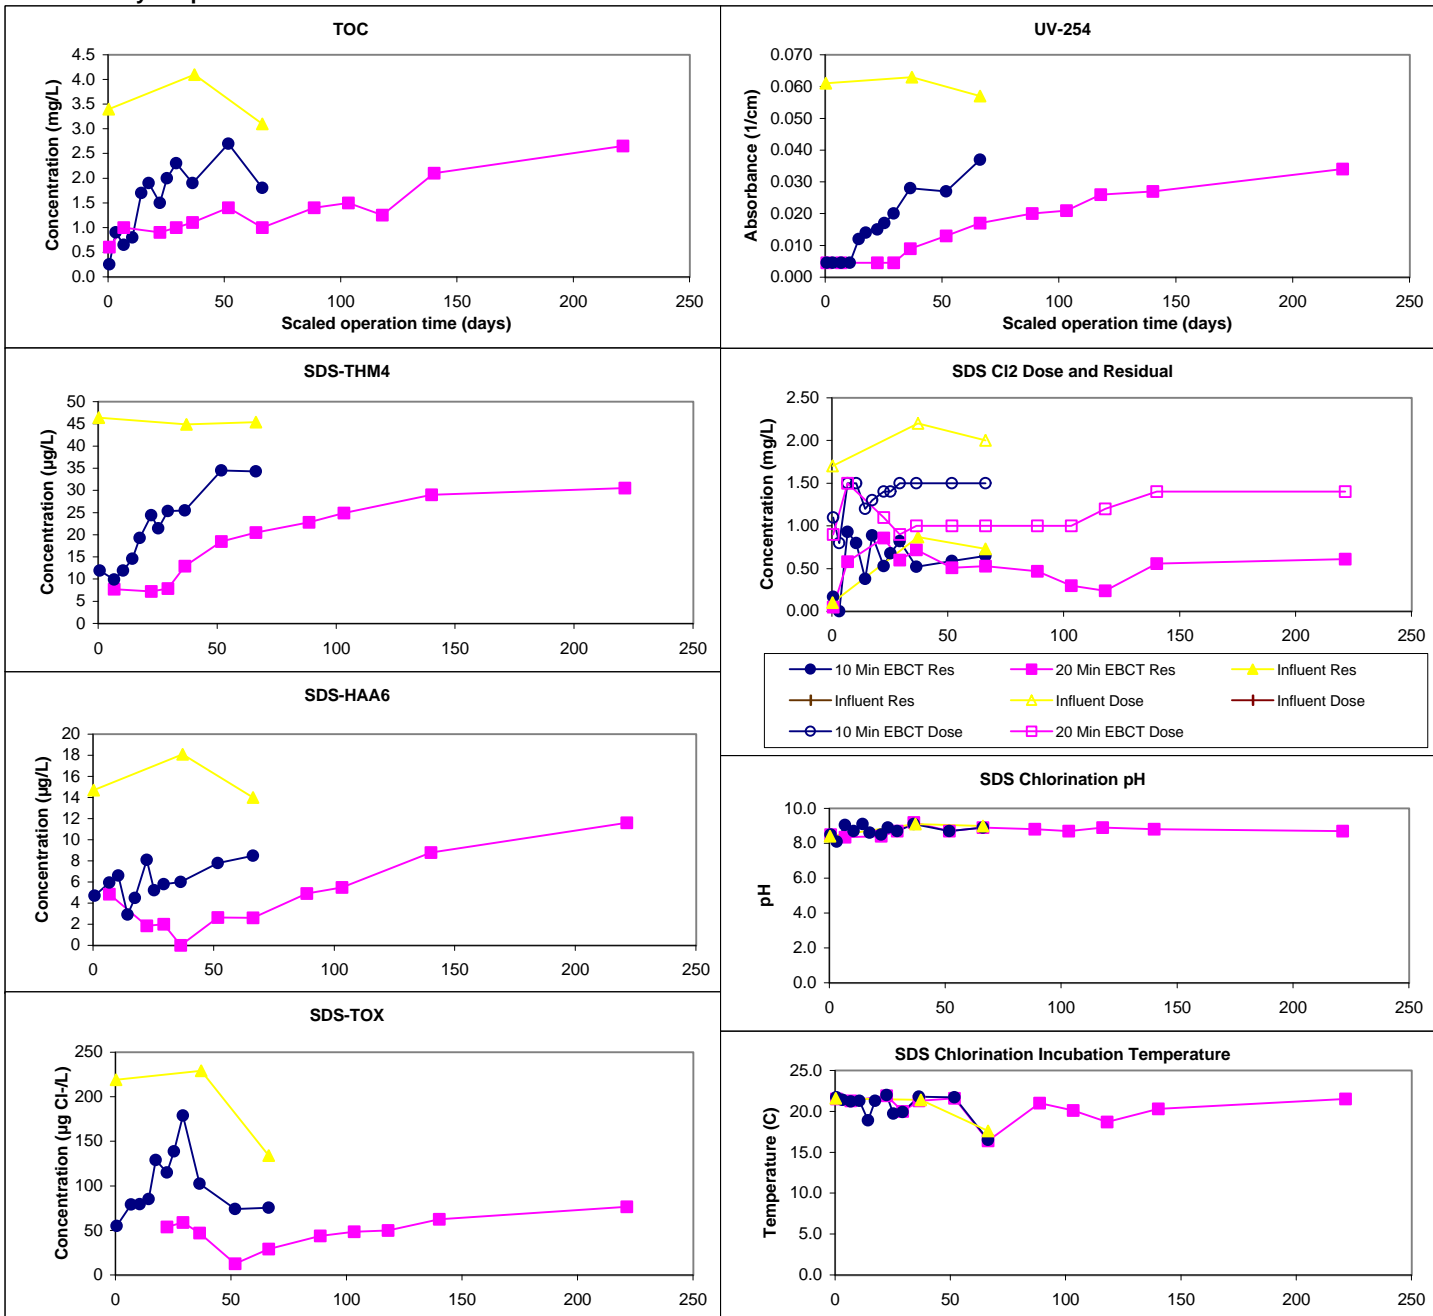 TOC
4.5
4.0
3.5
3.0
2.5
2.0
1.5
1.0
0.5
0.0
Concentration (mg/L)
0 50 100 150 200 250
Scaled operation time (days)
UV-254
0.070
0.060
0.050
0.040
0.030
0.020
0.010
0.000
Absorbance (1/cm)
0 50 100 150 200 250
Scaled operation time (days)
SDS-THM4
50
45
40
35
30
25
20
15
10
5
0
Concentration (µg/L)
0 50 100 150 200 250
SDS Cl2 Dose and Residual
2.50
2.00
1.50
1.00
0.50
0.00
Concentration (mg/L)
0 50 100 150 200 250
10 Min EBCT Res 20 Min EBCT Res Influent Res
Influent Res Influent Dose Influent Dose
10 Min EBCT Dose 20 Min EBCT Dose
SDS-HAA6
20
18
16
14
12
10
8
6
4
2
0
Concentration (µg/L)
0 50 100 150 200 250
SDS Chlorination pH
10.0
8.0
6.0
4.0
2.0
0.0
pH
0 50 100 150 200 250
SDS-TOX
250
200
150
100
50
0
Concentration (µg Cl-/L)
0 50 100 150 200 250
SDS Chlorination Incubation Temperature
25.0
20.0
15.0
10.0
5.0
0.0
Temperature (C)
0 50 100 150 200 250